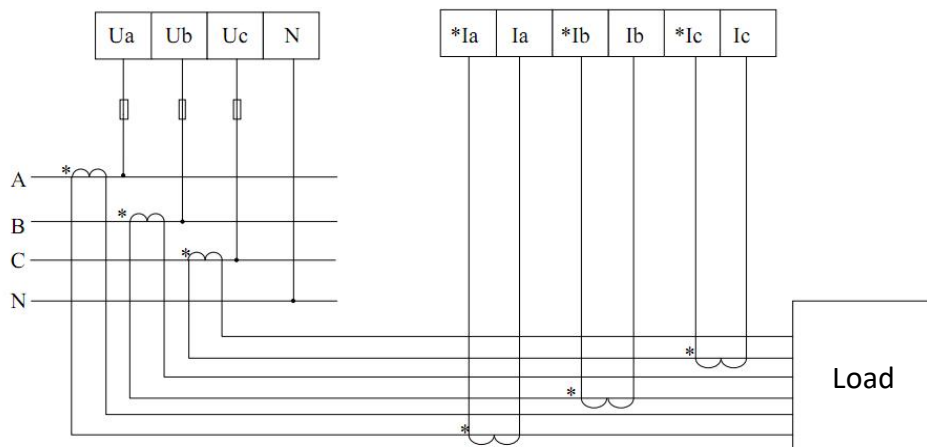 Ua Ub Uc N
*Ia Ia *Ib Ib *Ic Ic
* A
* B
* C
N
*
Load
*
*